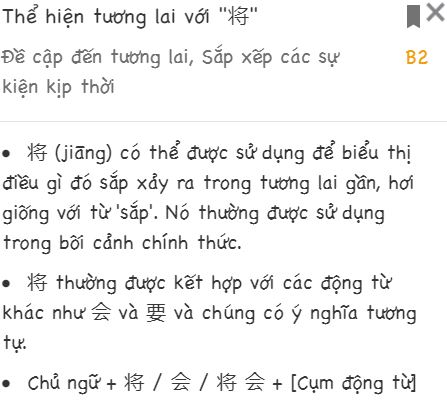 Thể hiện tương lai với "将"
Đề cập đến tương lai, Sắp xếp các sự
kiện kịp thời
B2
• 将 (jiāng) có thể được sử dụng để biểu thị
điều gì đó sắp xảy ra trong tương lai gần, hơi
giống với từ 'sắp'. Nó thường được sử dụng
trong bối cảnh chính thức.
• 将 thường được kết hợp với các động từ
khác như 会 và 要 và chúng có ý nghĩa tương
tự.
• Chủ ngữ + 将 / 会 / 将 会 + [Cụm động từ]